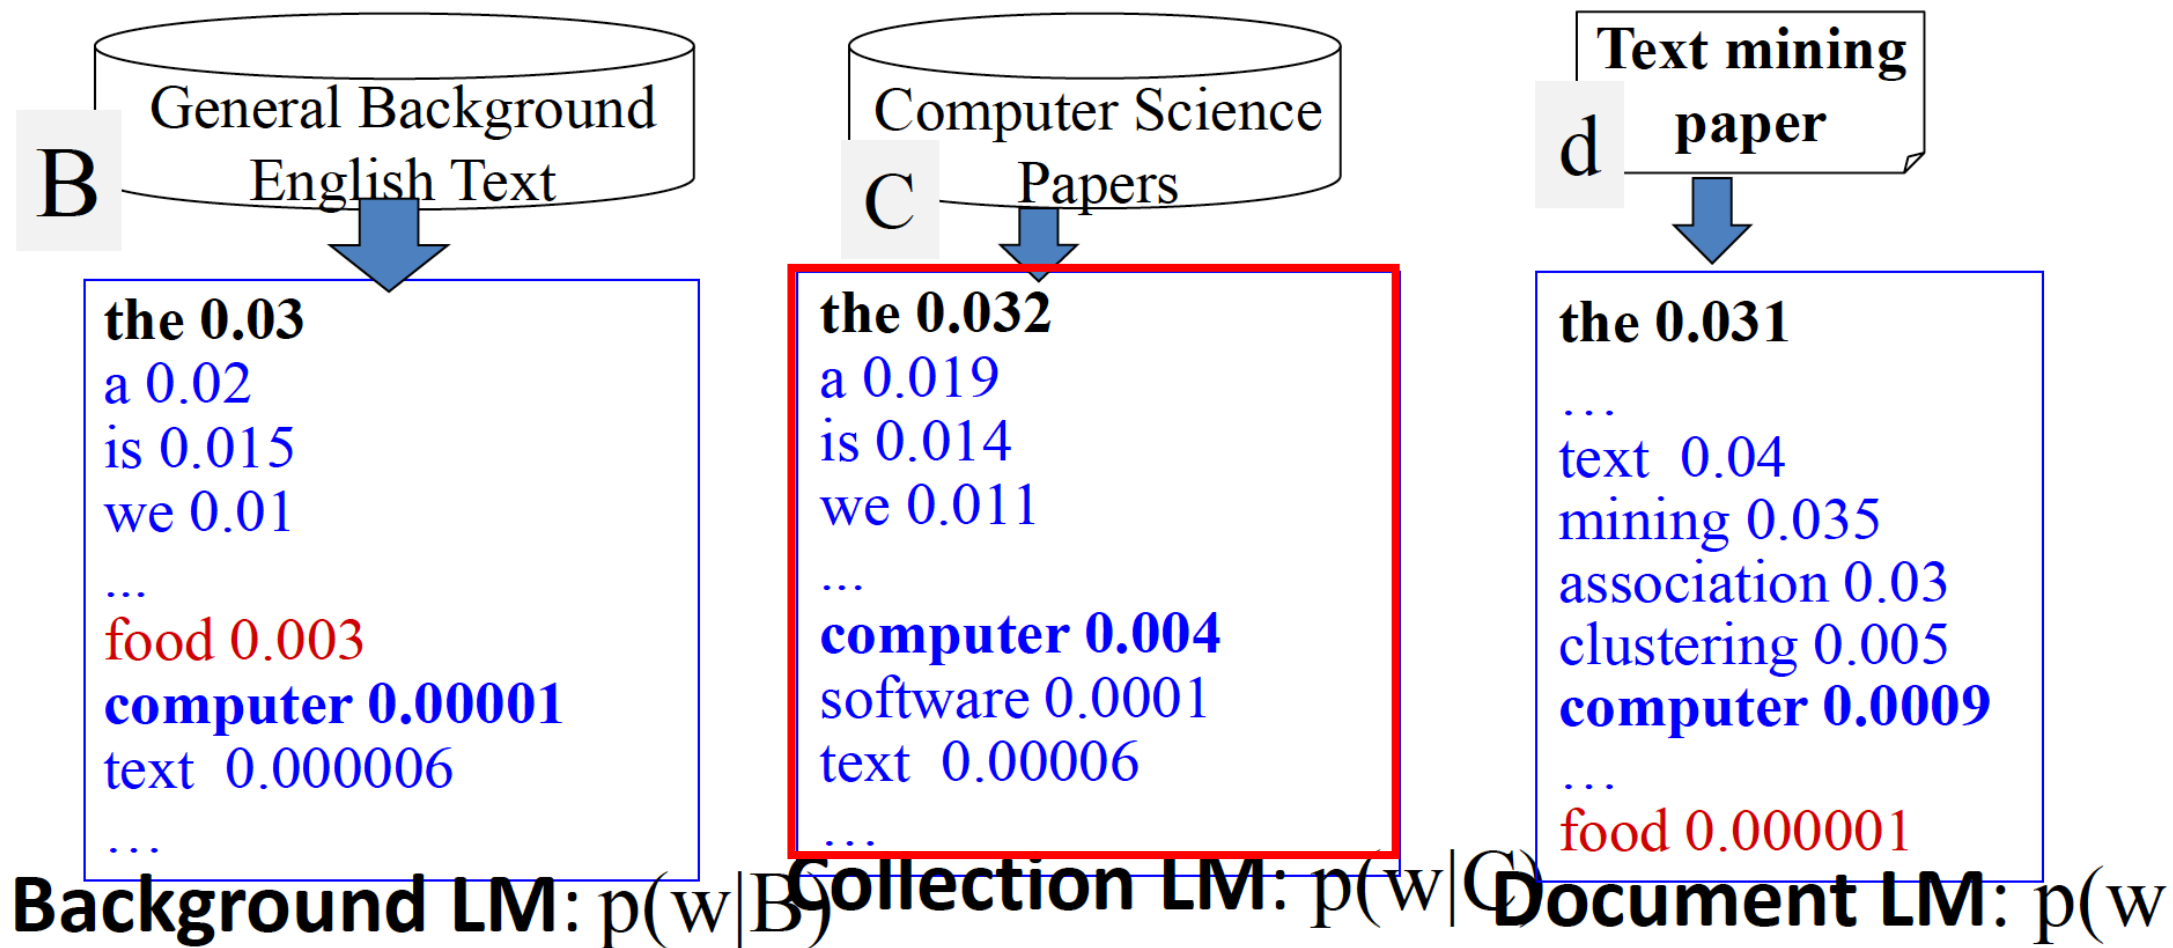 B
General Background
English Text
the 0.03
a 0.02
is 0.015
we 0.01
...
food 0.003
computer 0.00001
text 0.000006
…
Background LM: p(w|B)
C
Computer Science
Papers
the 0.032
a 0.019
is 0.014
we 0.011
...
computer 0.004
software 0.0001
text 0.00006
…
Collection LM: p(w|C)
d
Text mining
paper
the 0.031
…
text 0.04
mining 0.035
association 0.03
clustering 0.005
computer 0.0009
…
food 0.000001
Document LM: p(w